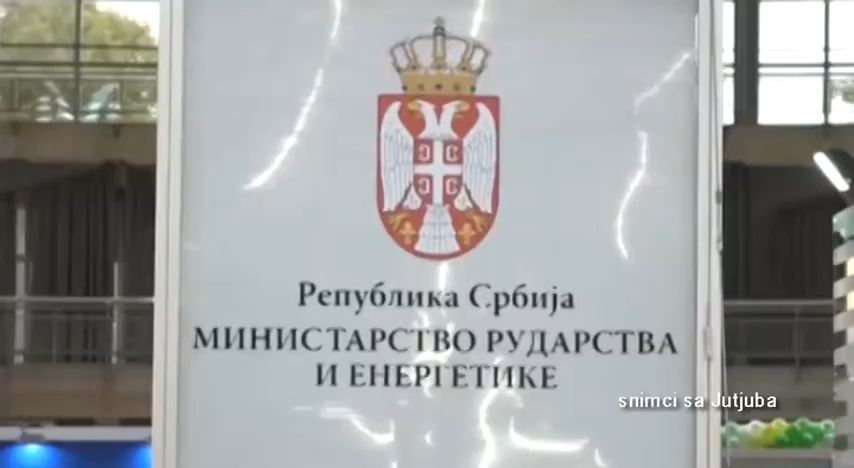 Република Србија
МИНИСТАРСТВО РУДАРСТВА
И ЕНЕРГЕТИКЕ
snimci sa Jutjuba